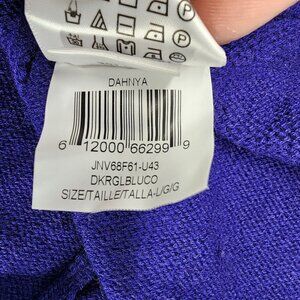 DAHNYA
6 12000 66299 9
JNV68F61-U43
DKRGLBLUCO
SIZE/TAILLE/TALLA-L/G/G